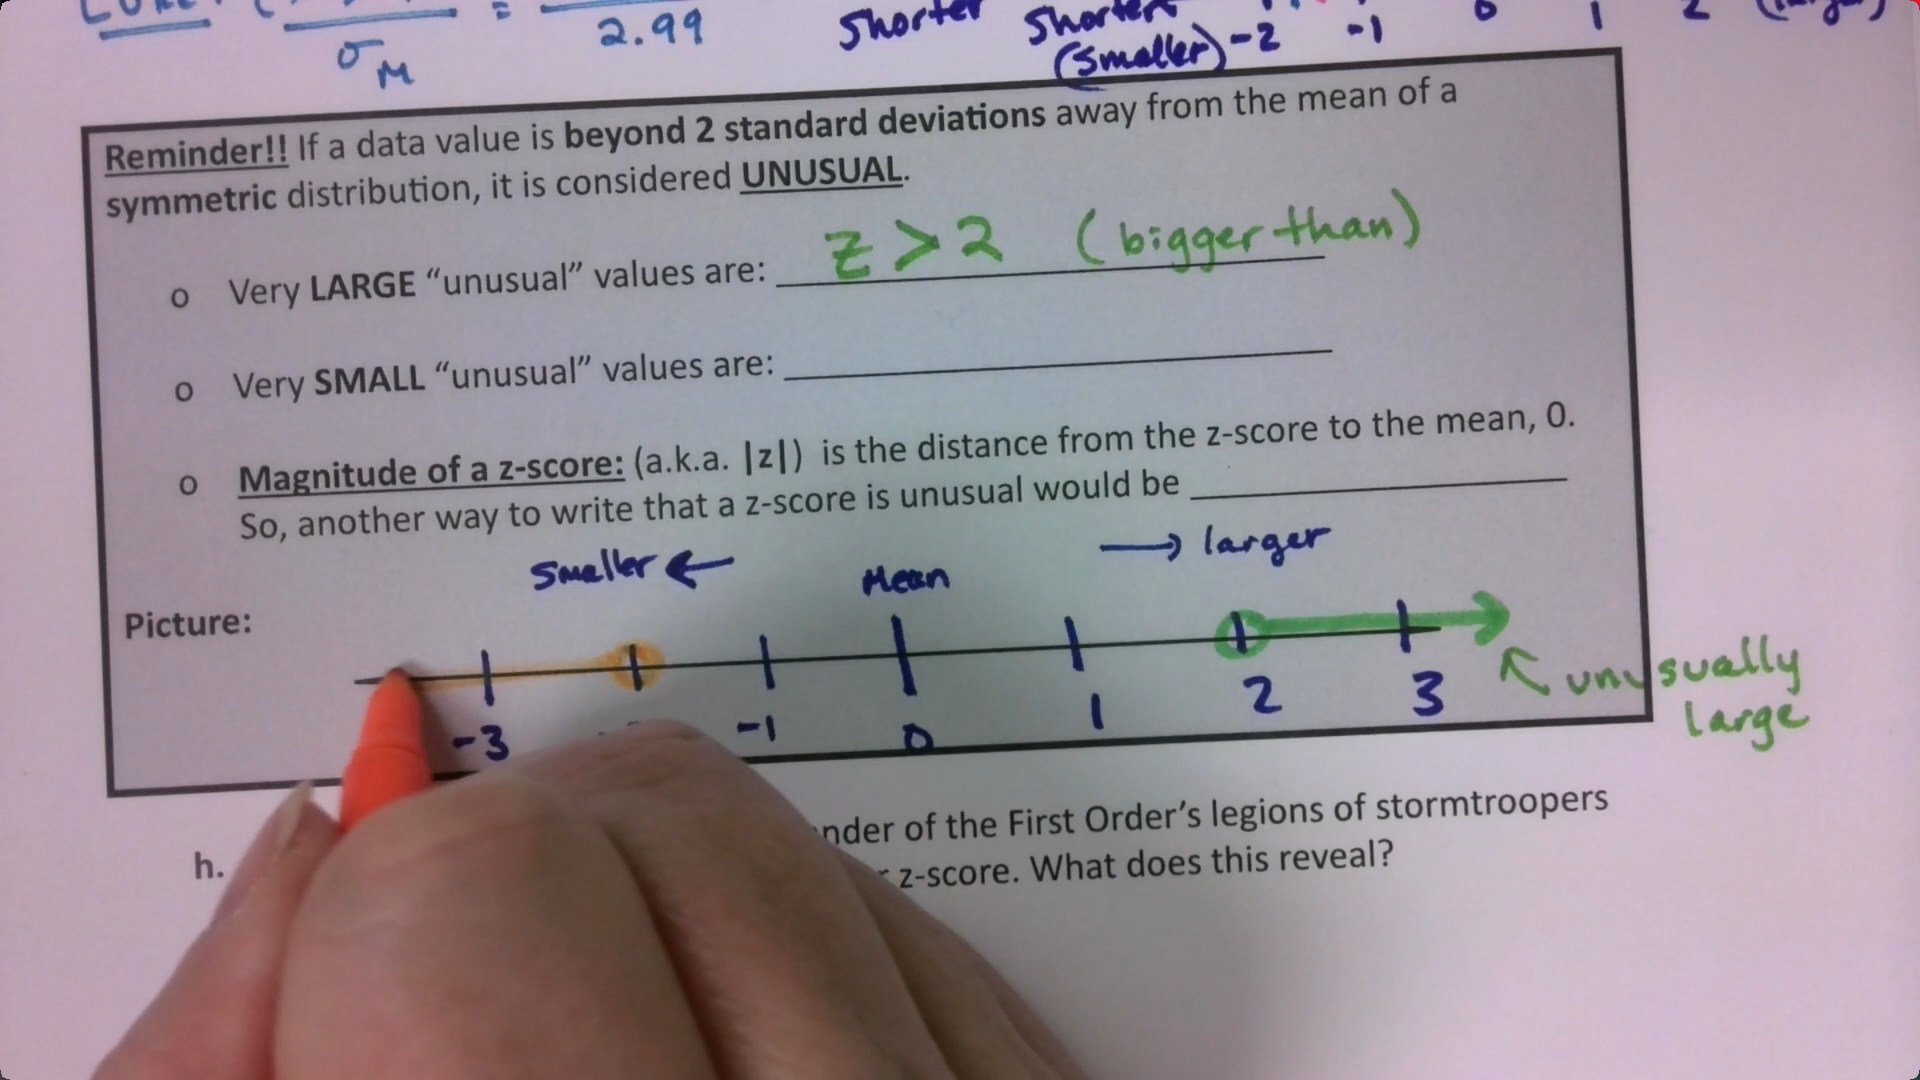 σM
=
2.99
shorter
(smaller) -2 -1 0 1 2
Reminder!! If a data value is beyond 2 standard deviations away from the mean of a
symmetric distribution, it is considered UNUSUAL.
o Very LARGE “unusual” values are: z > 2 (bigger than)
o Very SMALL “unusual” values are:
o Magnitude of a z-score: (a.k.a. |z|) is the distance from the z-score to the mean, 0.
So, another way to write that a z-score is unusual would be
smaller ← Mean → larger
Picture:
-3 -1 0 1 2 3
unusually
large
h. of the First Order’s legions of stormtroopers
z-score. What does this reveal?